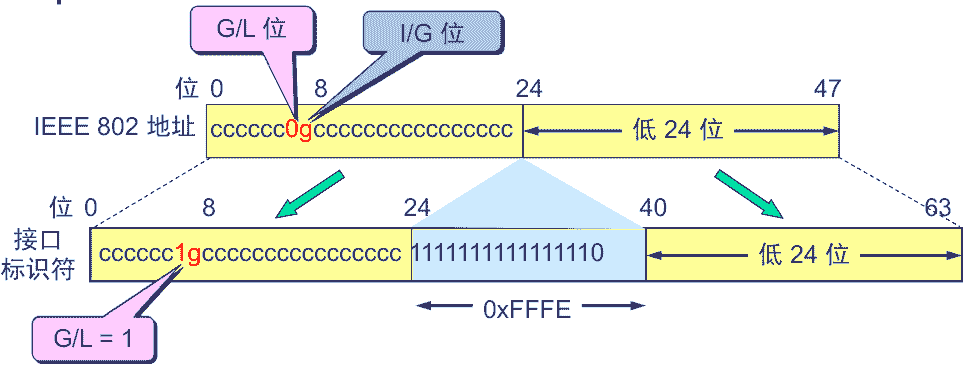 G/L 位
I/G 位
位 0 8 24 47
IEEE 802 地址 cccccc0gcccccccccccccccc 低 24 位
位 0 8 24 40 63
接口
标识符
cccccc1gcccccccccccccccc 1111111111111110 低 24 位
0xFFFE
G/L = 1